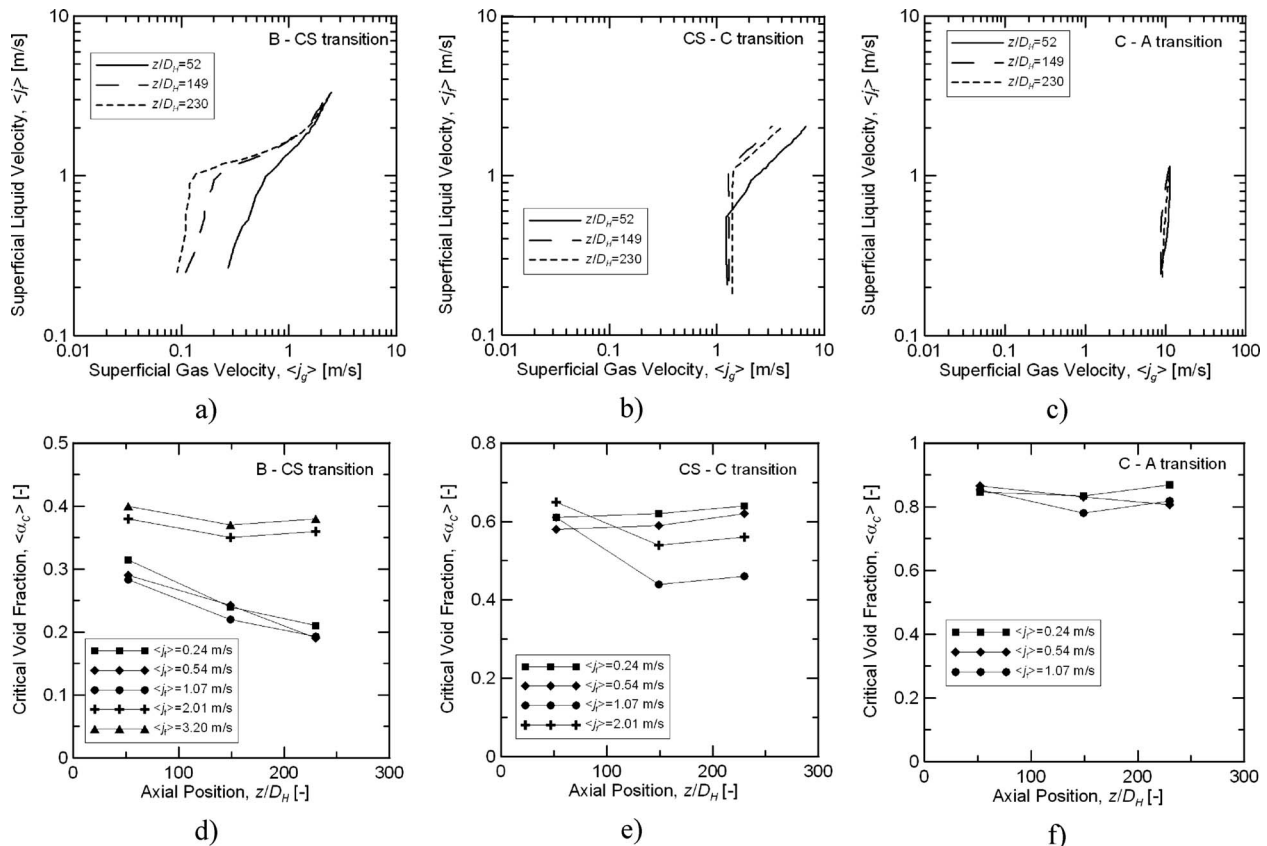 B - CS transition
z/D_H=52
z/D_H=149
z/D_H=230
Superficial Liquid Velocity, <j_f> [m/s]
10
1
0.1
0.01 0.1 1 10
Superficial Gas Velocity, <j_g> [m/s]
a)
CS - C transition
z/D_H=52
z/D_H=149
z/D_H=230
Superficial Liquid Velocity, <j_f> [m/s]
10
1
0.1
0.01 0.1 1 10
Superficial Gas Velocity, <j_g> [m/s]
b)
C - A transition
z/D_H=52
z/D_H=149
z/D_H=230
Superficial Liquid Velocity, <j_f> [m/s]
10
1
0.1
0.01 0.1 1 10 100
Superficial Gas Velocity, <j_g> [m/s]
c)
B - CS transition
Critical Void Fraction, <α_C> [-]
0.5
0.4
0.3
0.2
0.1
0
<j_f>=0.24 m/s
<j_f>=0.54 m/s
<j_f>=1.07 m/s
<j_f>=2.01 m/s
<j_f>=3.20 m/s
0 100 200 300
Axial Position, z/D_H [-]
d)
CS - C transition
Critical Void Fraction, <α_C> [-]
0.8
0.6
0.4
0.2
0
<j_f>=0.24 m/s
<j_f>=0.54 m/s
<j_f>=1.07 m/s
<j_f>=2.01 m/s
0 100 200 300
Axial Position, z/D_H [-]
e)
C - A transition
Critical Void Fraction, <α_C> [-]
1
0.8
0.6
0.4
0.2
0
<j_f>=0.24 m/s
<j_f>=0.54 m/s
<j_f>=1.07 m/s
0 100 200 300
Axial Position, z/D_H [-]
f)